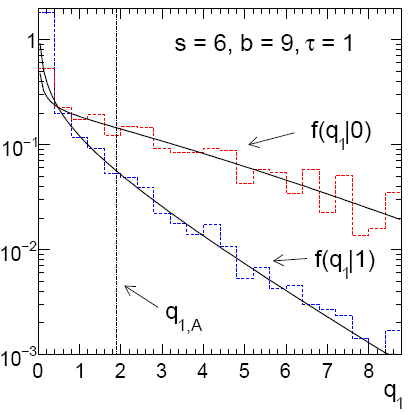 s = 6, b = 9, τ = 1
1
f(q₁|0)
10⁻¹
10⁻²
f(q₁|1)
q₁,A
10⁻³
0 1 2 3 4 5 6 7 8
q₁